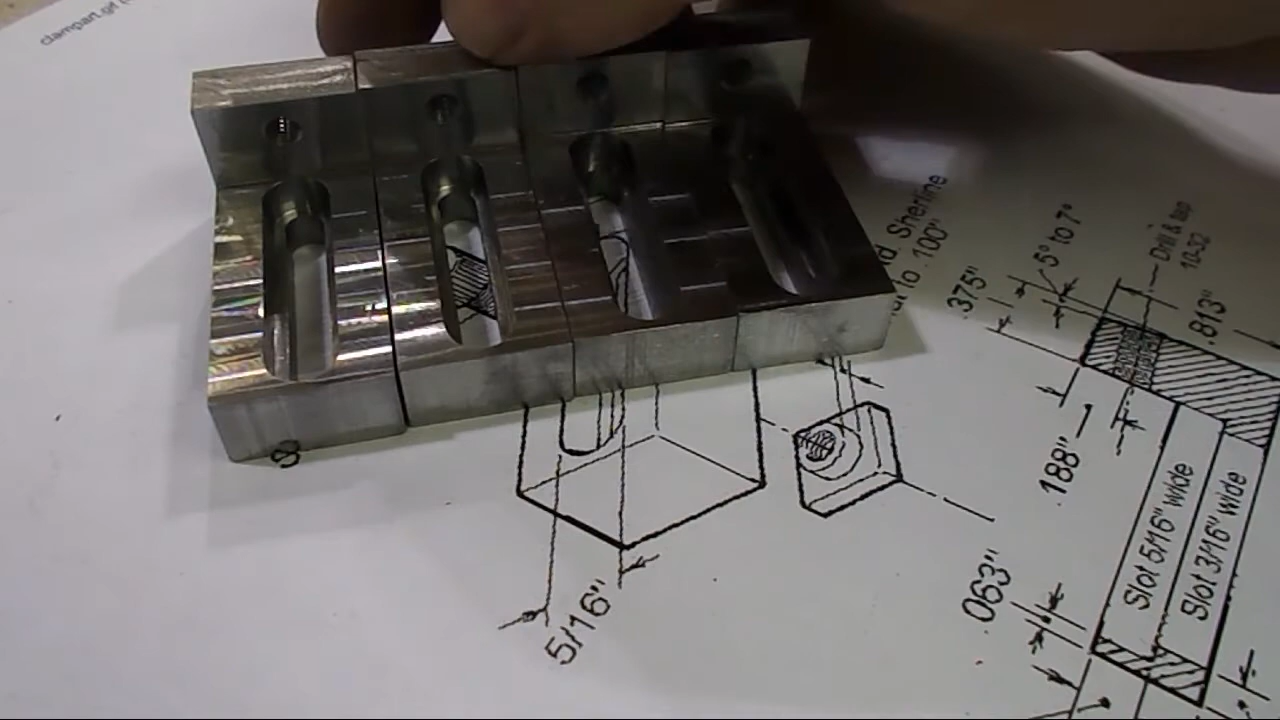 clampart.gif
d Sherline
to .100"
.375"
5° to 7°
Drill & tap
10-32
.813"
.188"
Slot 5/16" wide
Slot 3/16" wide
.063"
5/16"